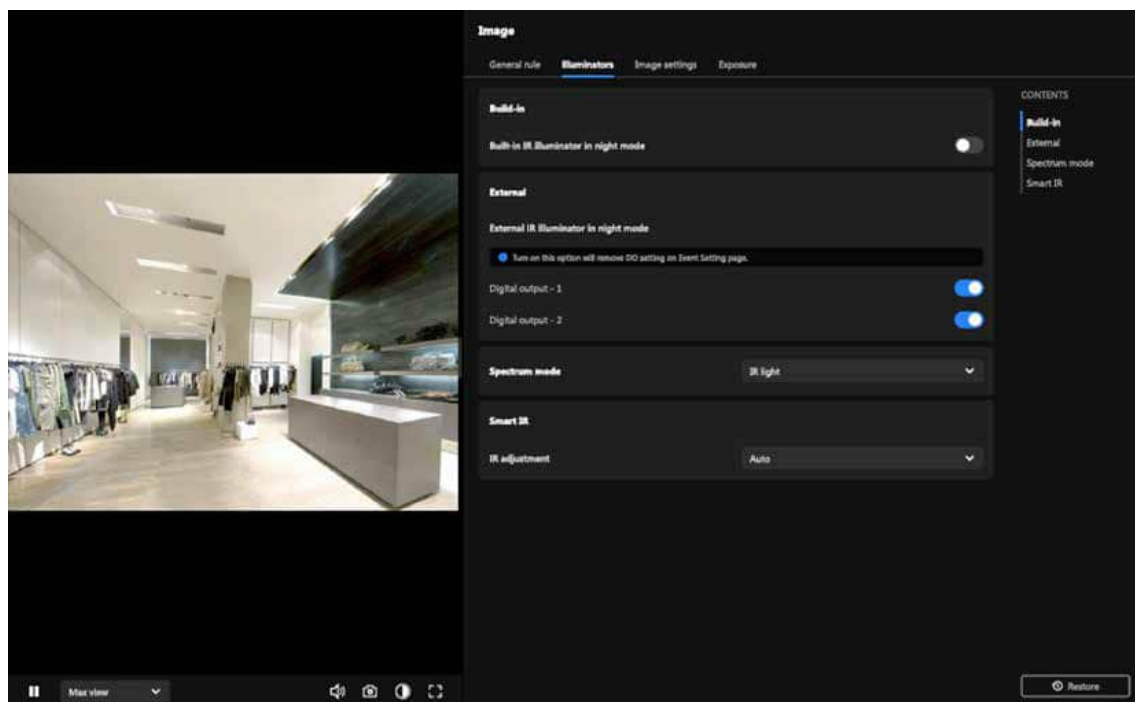 Image
General rule Illuminators Image settings Exposure
CONTENTS
Build-in
External
Spectrum mode
Smart IR
Build-in
Built-in IR illuminator in night mode
External
External IR illuminator in night mode
Turn on this option will remove DO setting on Event Setting page.
Digital output - 1
Digital output - 2
Spectrum mode IR light
Smart IR
IR adjustment Auto
Max view
Restore